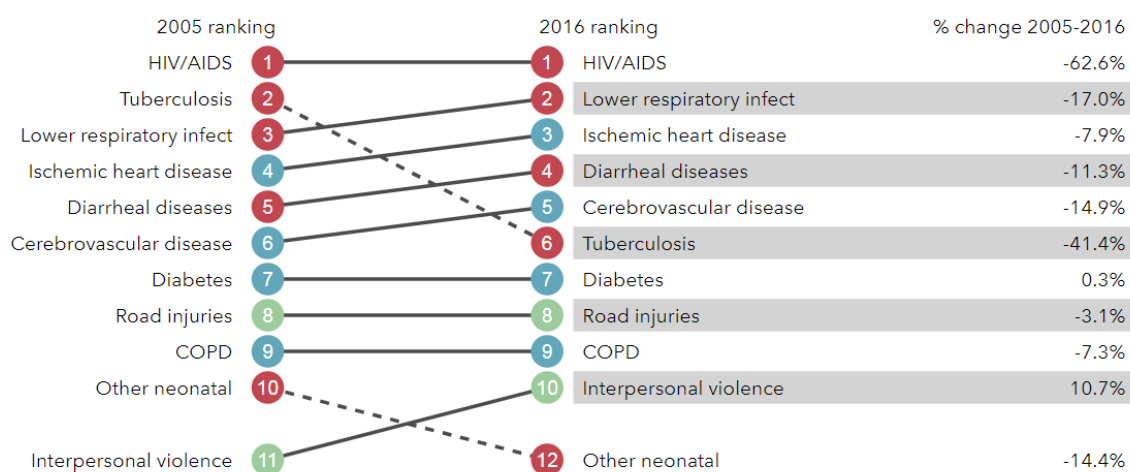 2005 ranking 2016 ranking % change 2005-2016
HIV/AIDS 1 1 HIV/AIDS -62.6%
Tuberculosis 2 2 Lower respiratory infect -17.0%
Lower respiratory infect 3 3 Ischemic heart disease -7.9%
Ischemic heart disease 4 4 Diarrheal diseases -11.3%
Diarrheal diseases 5 5 Cerebrovascular disease -14.9%
Cerebrovascular disease 6 6 Tuberculosis -41.4%
Diabetes 7 7 Diabetes 0.3%
Road injuries 8 8 Road injuries -3.1%
COPD 9 9 COPD -7.3%
Other neonatal 10 10 Interpersonal violence 10.7%
Interpersonal violence 11 12 Other neonatal -14.4%